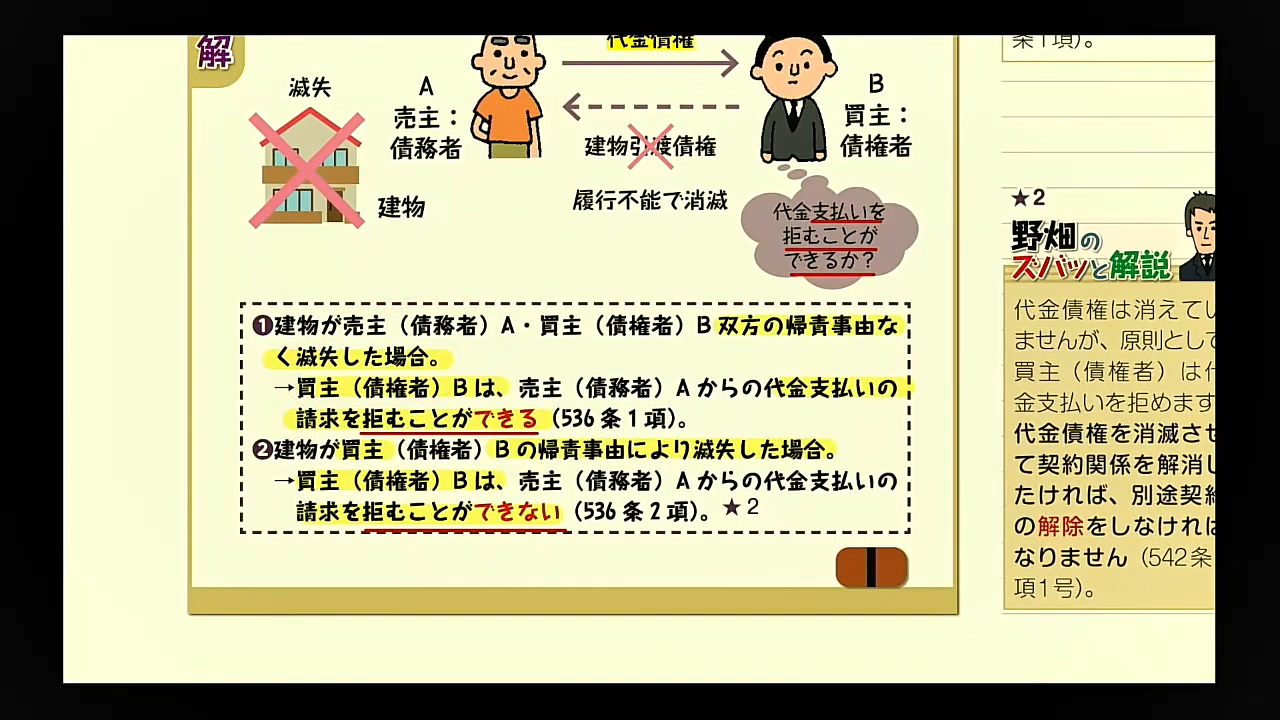 解
代金債権
滅失
A
売主：
債務者
B
買主：
債権者
建物引渡債権
建物
履行不能で消滅
代金支払いを
拒むことが
できるか？
❶建物が売主（債務者）A・買主（債権者）B 双方の帰責事由な
く滅失した場合。
→買主（債権者）B は、売主（債務者）A からの代金支払いの
請求を拒むことができる（536 条 1 項）。
❷建物が買主（債権者）B の帰責事由により滅失した場合。
→買主（債権者）B は、売主（債務者）A からの代金支払いの
請求を拒むことができない（536 条 2 項）。★2
条1項）。
★2
野畑の
ズバッと解説
代金債権は消えてい
ませんが、原則として
買主（債権者）は代
金支払いを拒めます
代金債権を消滅させ
て契約関係を解消し
たければ、別途契約
の解除をしなければ
なりません（542条
項1号）。